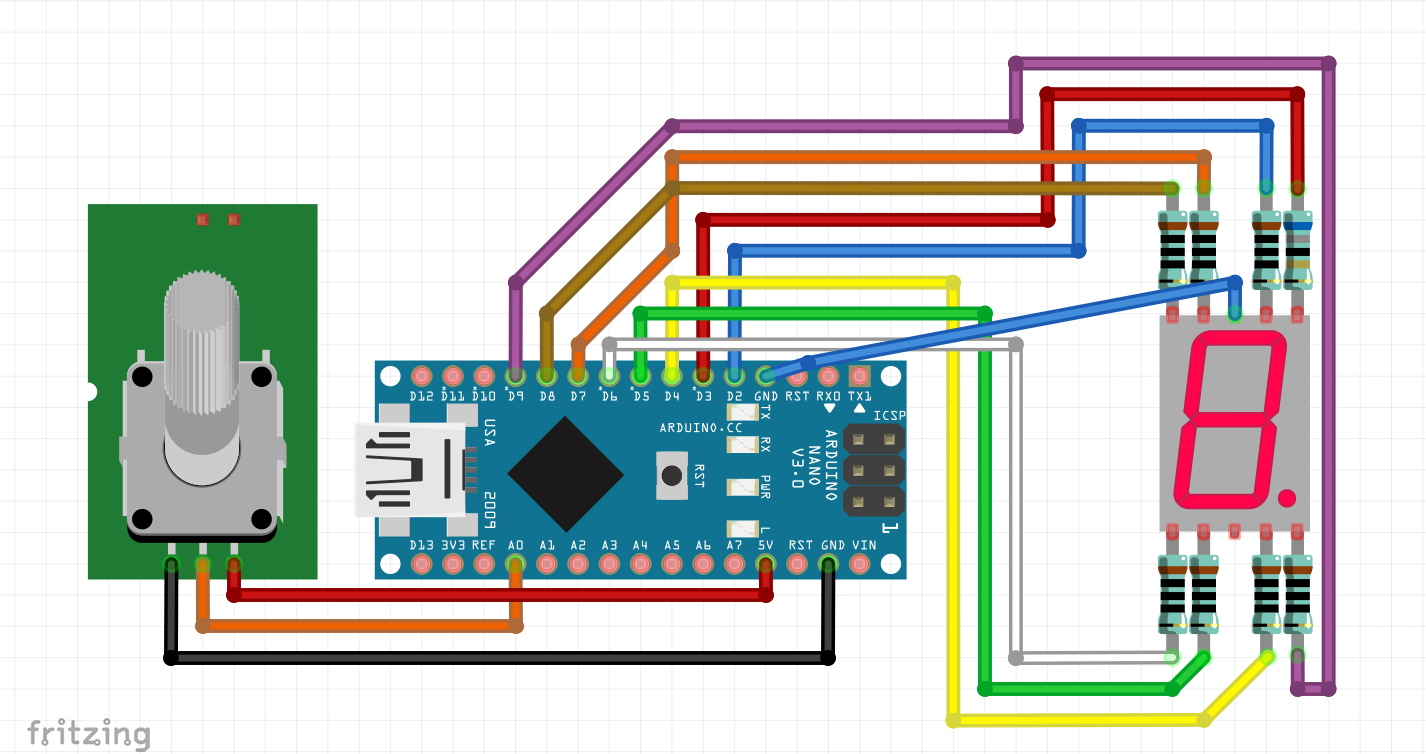 D12 D11 D10 D9 D8 D7 D6 D5 D4 D3 D2 GND RST RX0 TX1
*  *  *  *  *  *
TX
ICSP
USA
ARDUINO.CC
RX
ARDUINO
NANO
V3.0
RST
PWR
2009
L
1
D13 3V3 REF A0 A1 A2 A3 A4 A5 A6 A7 5V RST GND VIN
fritzing